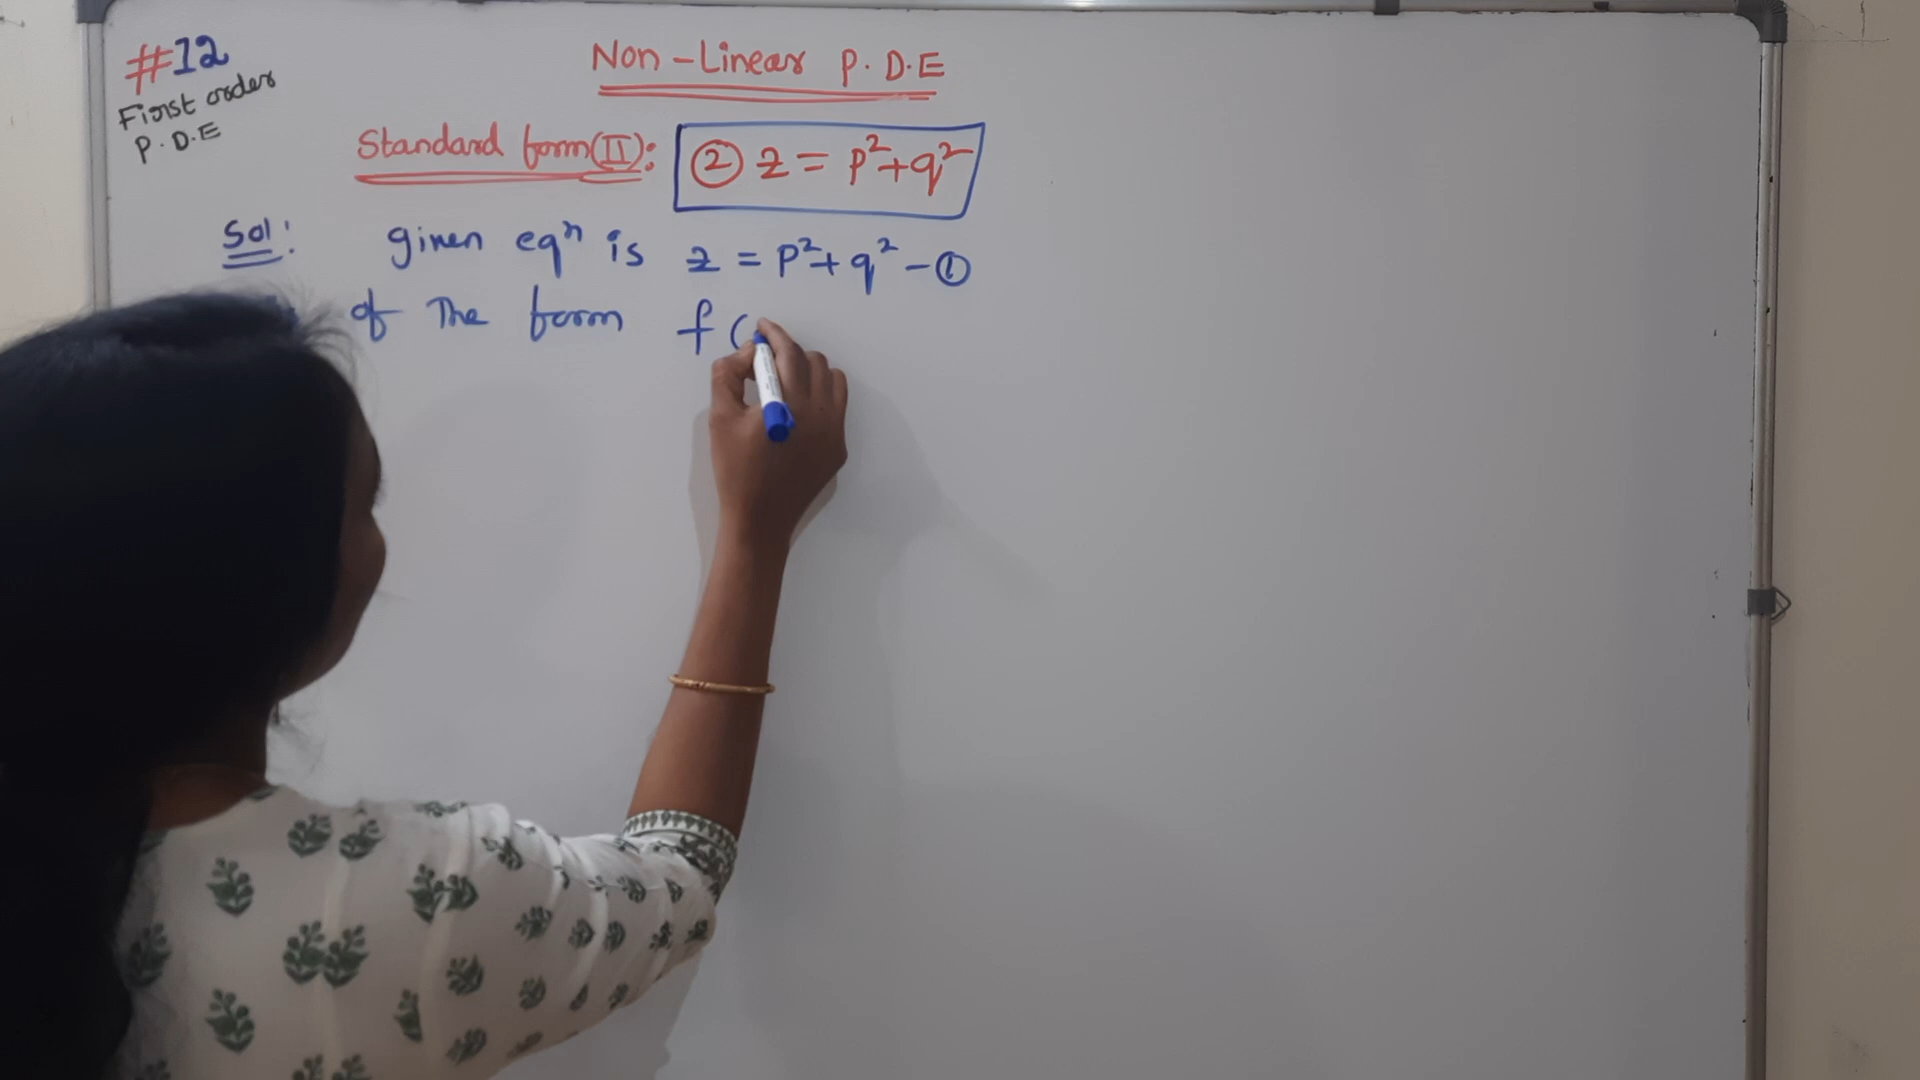 #12
First order
P.D.E
Non-Linear P.D.E
Standard form(II):
② z = p²+q²
Sol: given eqⁿ is z = p²+q² -①
of The form f(